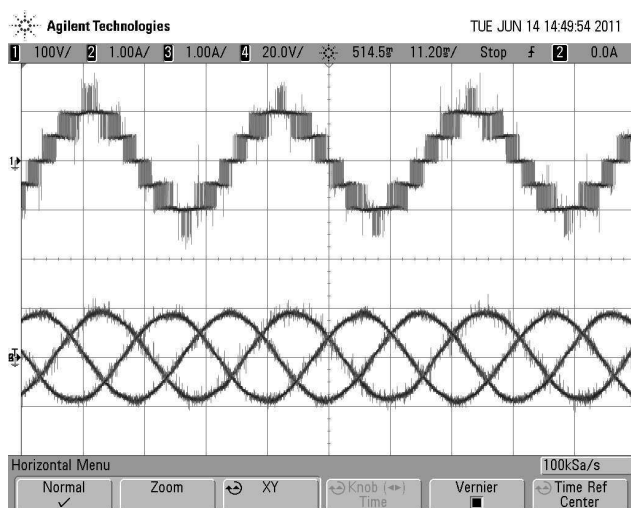 Agilent Technologies TUE JUN 14 14:49:54 2011
1 100V/ 2 1.00A/ 3 1.00A/ 4 20.0V/ 514.5s 11.20s/ Stop 2 0.0A
1
Horizontal Menu 100kSa/s
Normal Zoom XY Knob Time Vernier Time Ref Center